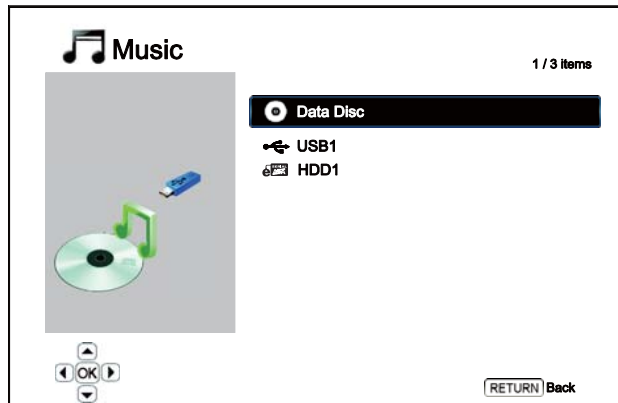 Music
1 / 3 items
Data Disc
USB1
HDD1
OK
RETURN Back